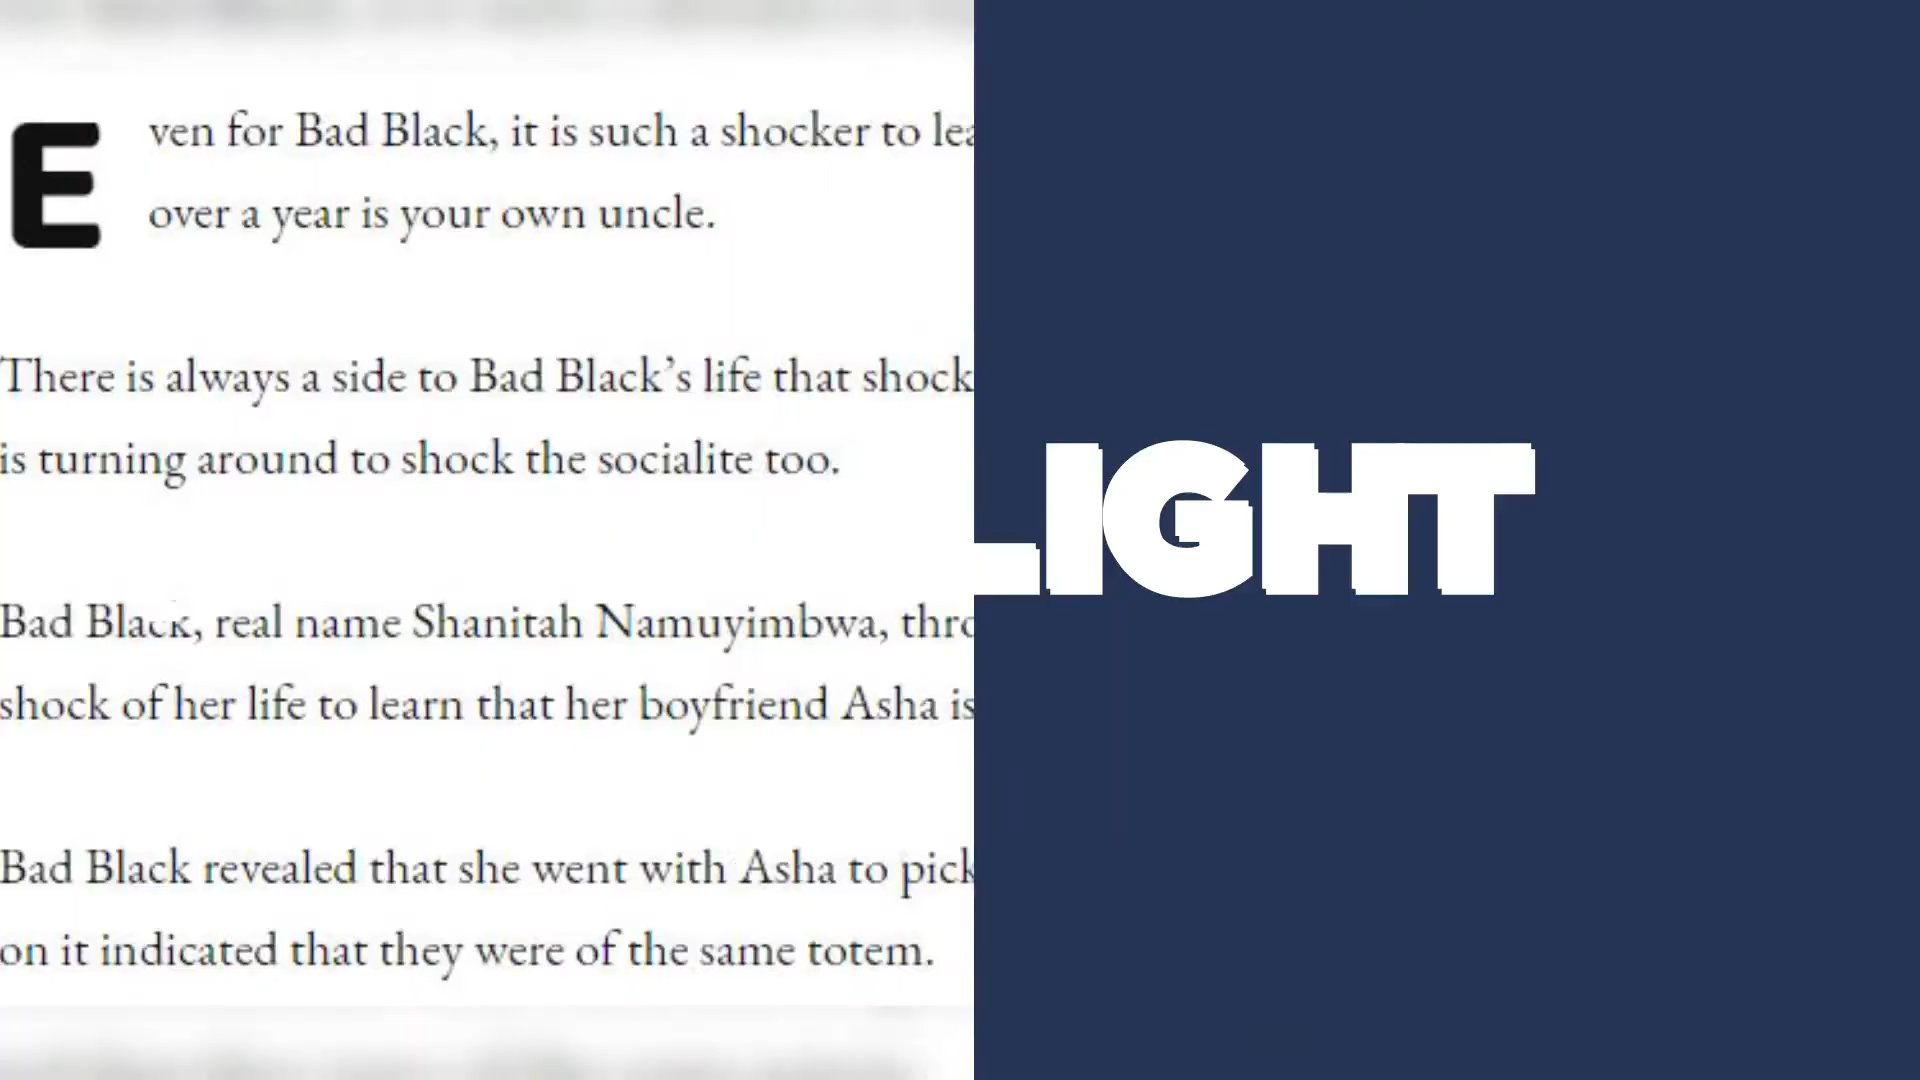 Even for Bad Black, it is such a shocker to
over a year is your own uncle.
There is always a side to Bad Black’s life that shock
is turning around to shock the socialite too.
Bad Black, real name Shanitah Namuyimbwa,
shock of her life to learn that her boyfriend Asha is
Bad Black revealed that she went with Asha to pick
on it indicated that they were of the same totem.
LIGHT